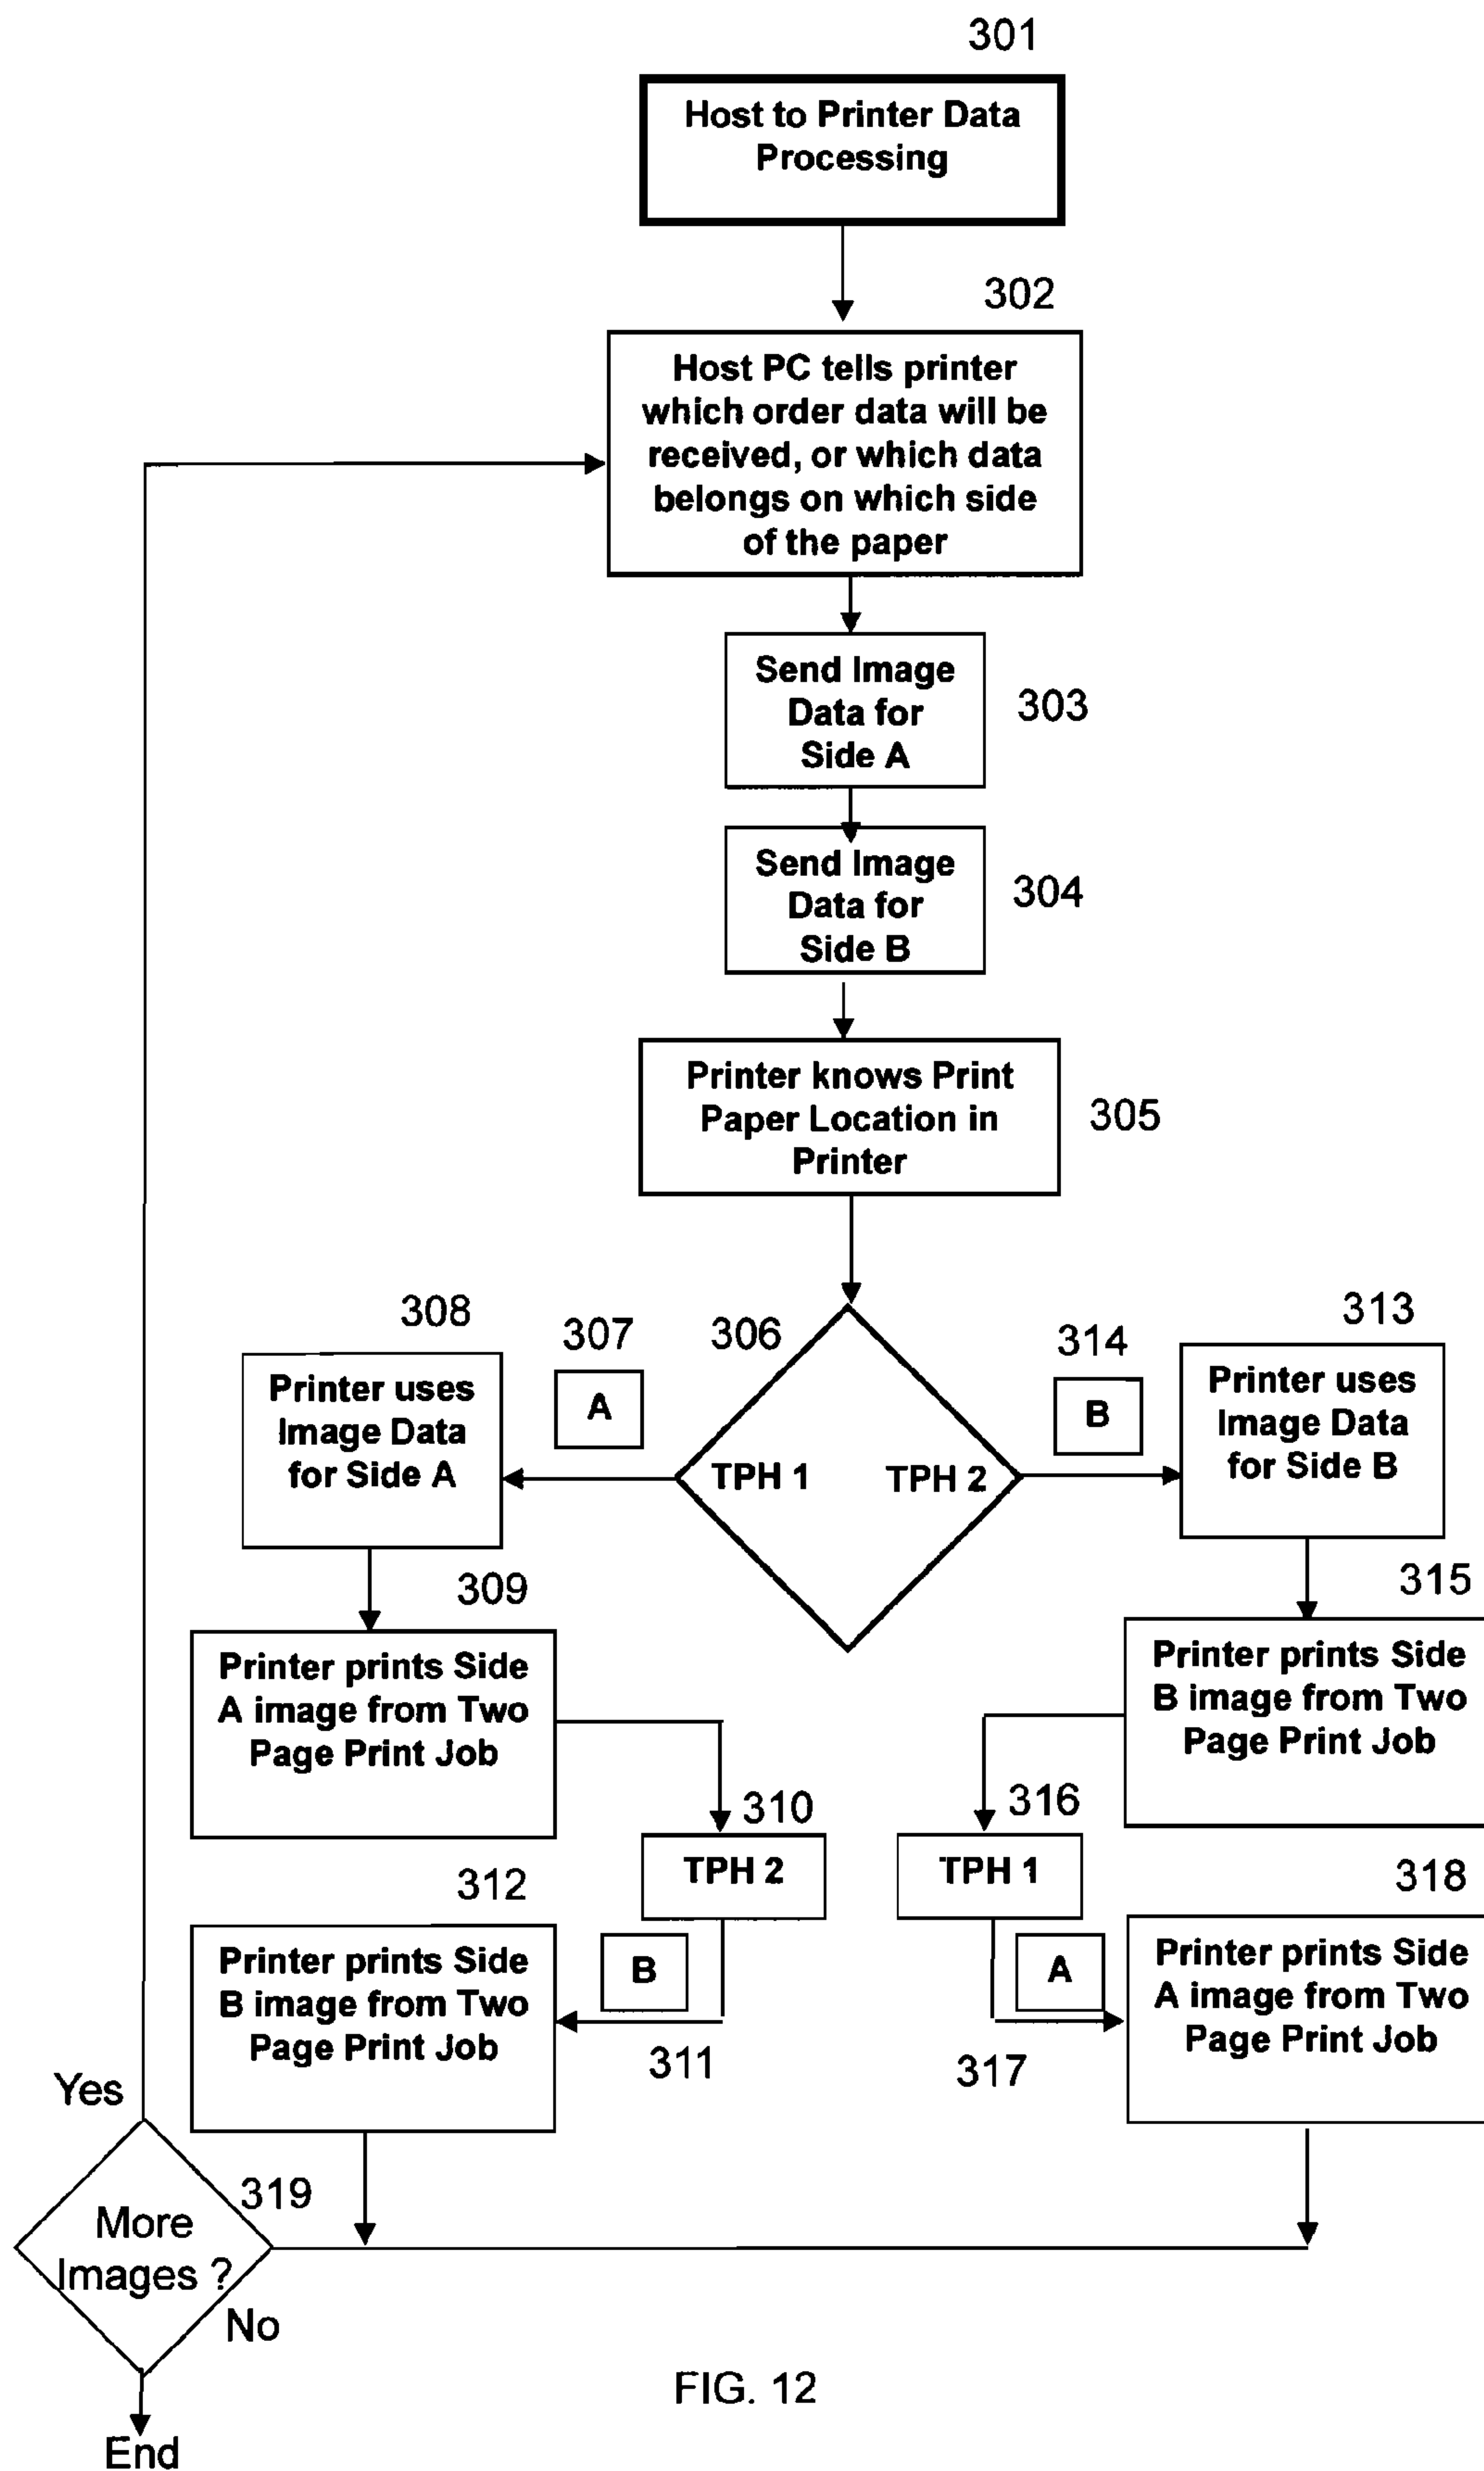 301
Host to Printer Data
Processing
302
Host PC tells printer
which order data will be
received, or which data
belongs on which side
of the paper
Send Image
Data for
Side A
303
Send Image
Data for
Side B
304
Printer knows Print
Paper Location in
Printer
305
308
307
306
314
313
Printer uses
Image Data
for Side A
A
TPH 1
TPH 2
B
Printer uses
Image Data
for Side B
309
315
Printer prints Side
A image from Two
Page Print Job
Printer prints Side
B image from Two
Page Print Job
310
316
TPH 2
TPH 1
312
318
Printer prints Side
B image from Two
Page Print Job
B
311
A
317
Printer prints Side
A image from Two
Page Print Job
Yes
319
More
Images ?
No
End
FIG. 12